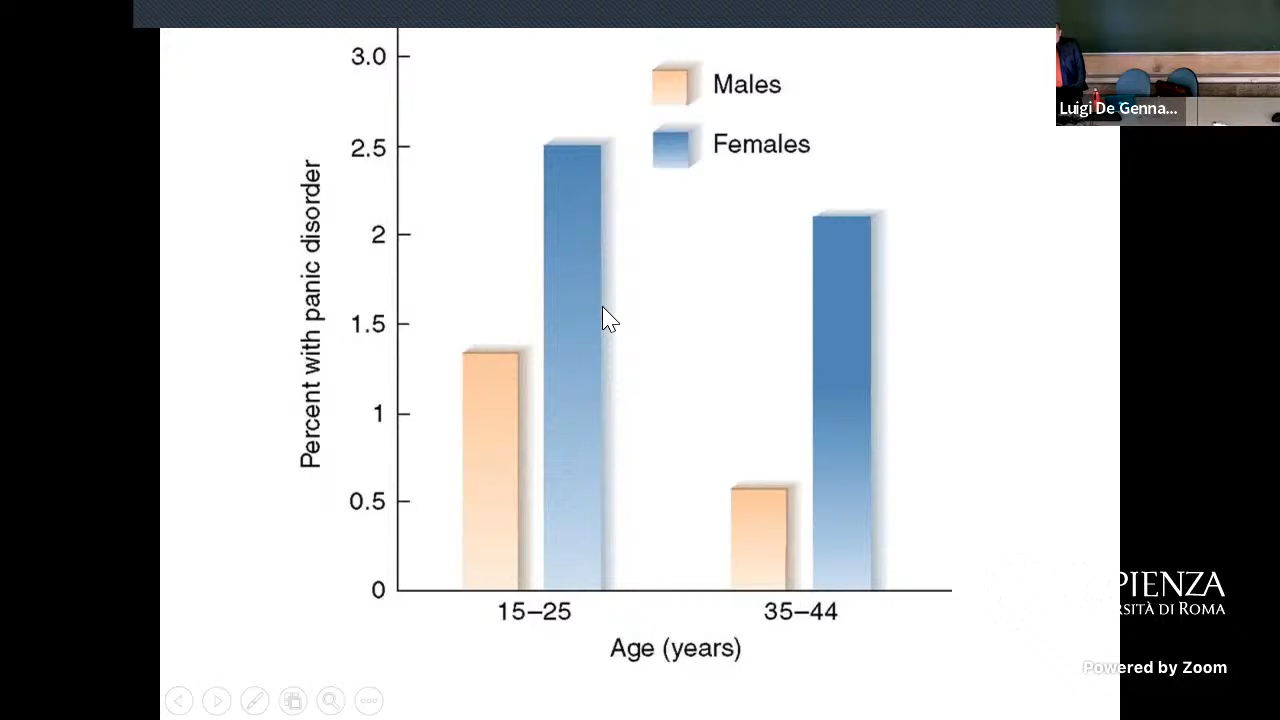 3.0
2.5
2
1.5
1
0.5
0
Percent with panic disorder
Males
Females
15–25
35–44
Age (years)
Luigi De Genna...
PIENZA
RSITÀ DI ROMA
Powered by Zoom